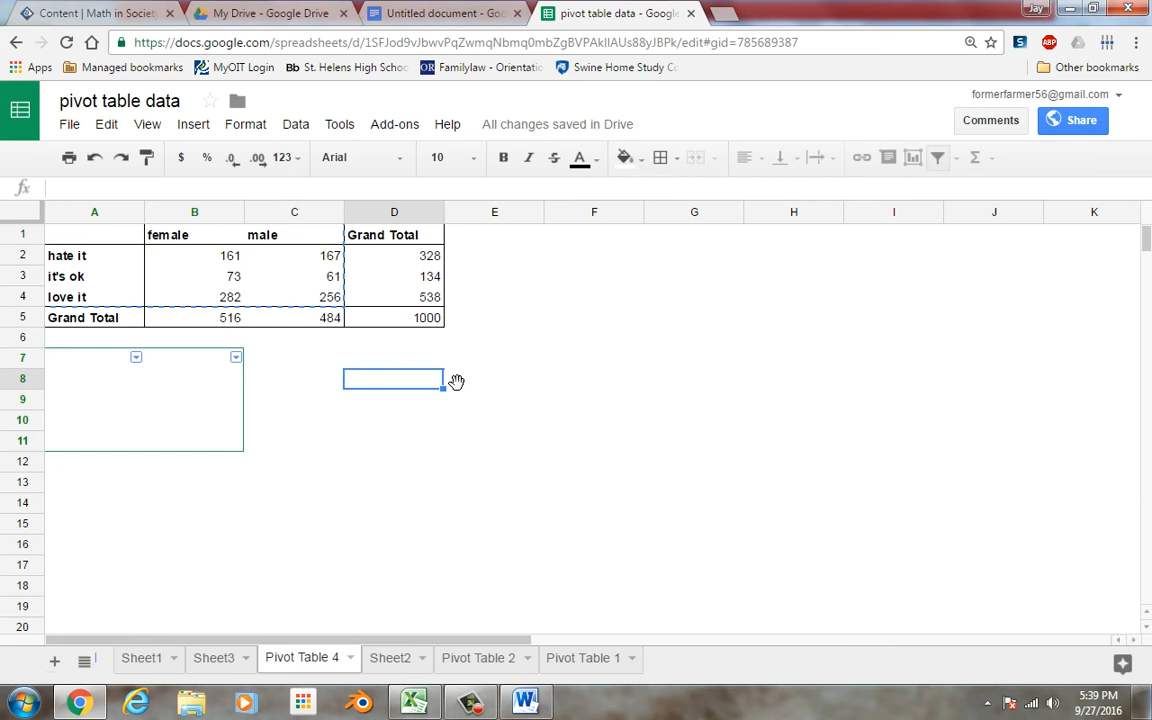 Content | Math in Society
My Drive - Google Drive
Untitled document - Goo
pivot table data - Google
Jay
https://docs.google.com/spreadsheets/d/1SFJod9vJbwvPqZwmqNbmq0mbZgBVPAkIlAUs88yJBPk/edit#gid=785689387
Apps
Managed bookmarks
MyOIT Login
Bb St. Helens High Schoo
OR Familylaw - Orientatio
Swine Home Study Co
Other bookmarks
pivot table data
formerfarmer56@gmail.com
File Edit View Insert Format Data Tools Add-ons Help All changes saved in Drive
Comments
Share
$ % .0 .00 123 Arial 10 B I S A Σ
fx
A B C D E F G H I J K
1 female male Grand Total
2 hate it 161 167 328
3 it's ok 73 61 134
4 love it 282 256 538
5 Grand Total 516 484 1000
6
7
8
9
10
11
12
13
14
15
16
17
18
19
20
Sheet1 Sheet3 Pivot Table 4 Sheet2 Pivot Table 2 Pivot Table 1
5:39 PM
9/27/2016